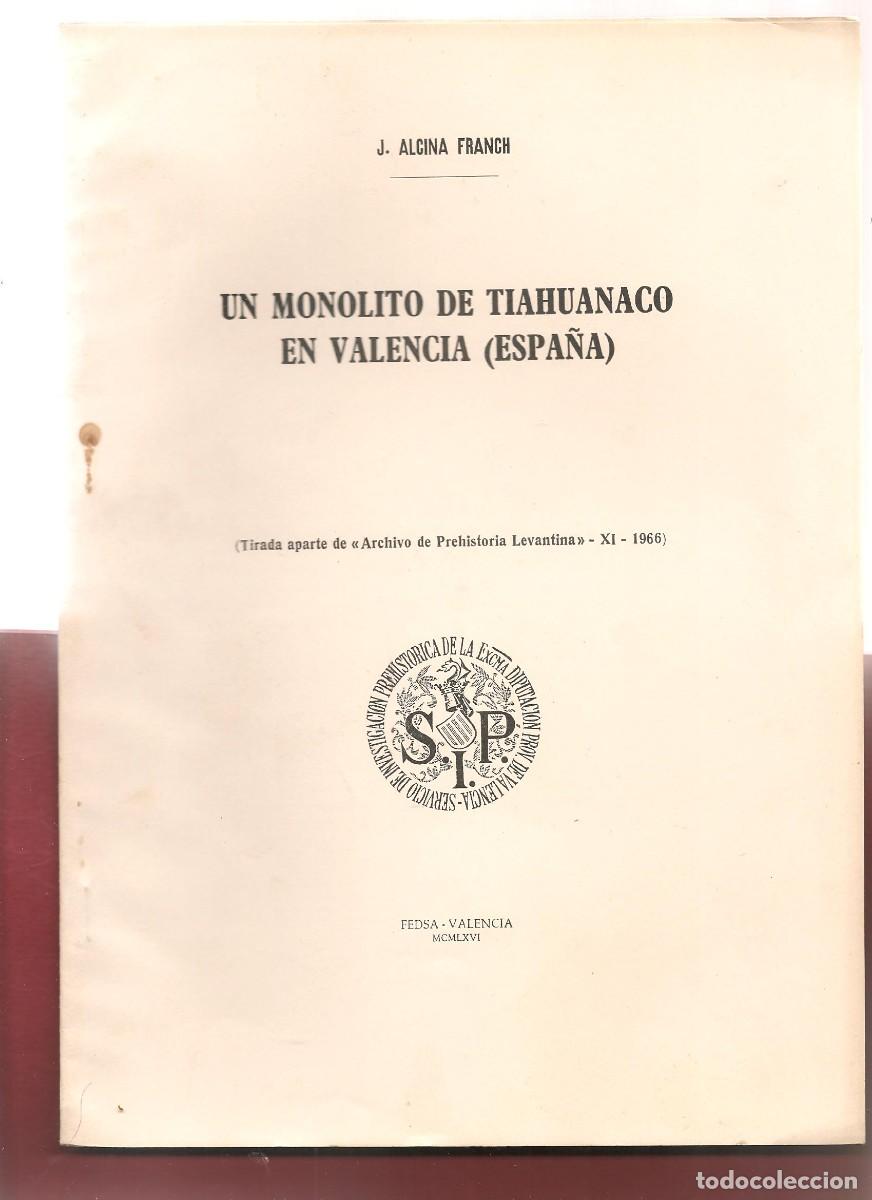 J. ALCINA FRANCH
UN MONOLITO DE TIAHUANACO
EN VALENCIA (ESPAÑA)
(Tirada aparte de «Archivo de Prehistoria Levantina» - XI - 1966)
SERVICIO DE INVESTIGACION PREHISTORICA DE LA EXCMA DIPUTACION PROV. DE VALENCIA -
S.I.P.
FEDSA - VALENCIA
MCMLXVI
todocoleccion